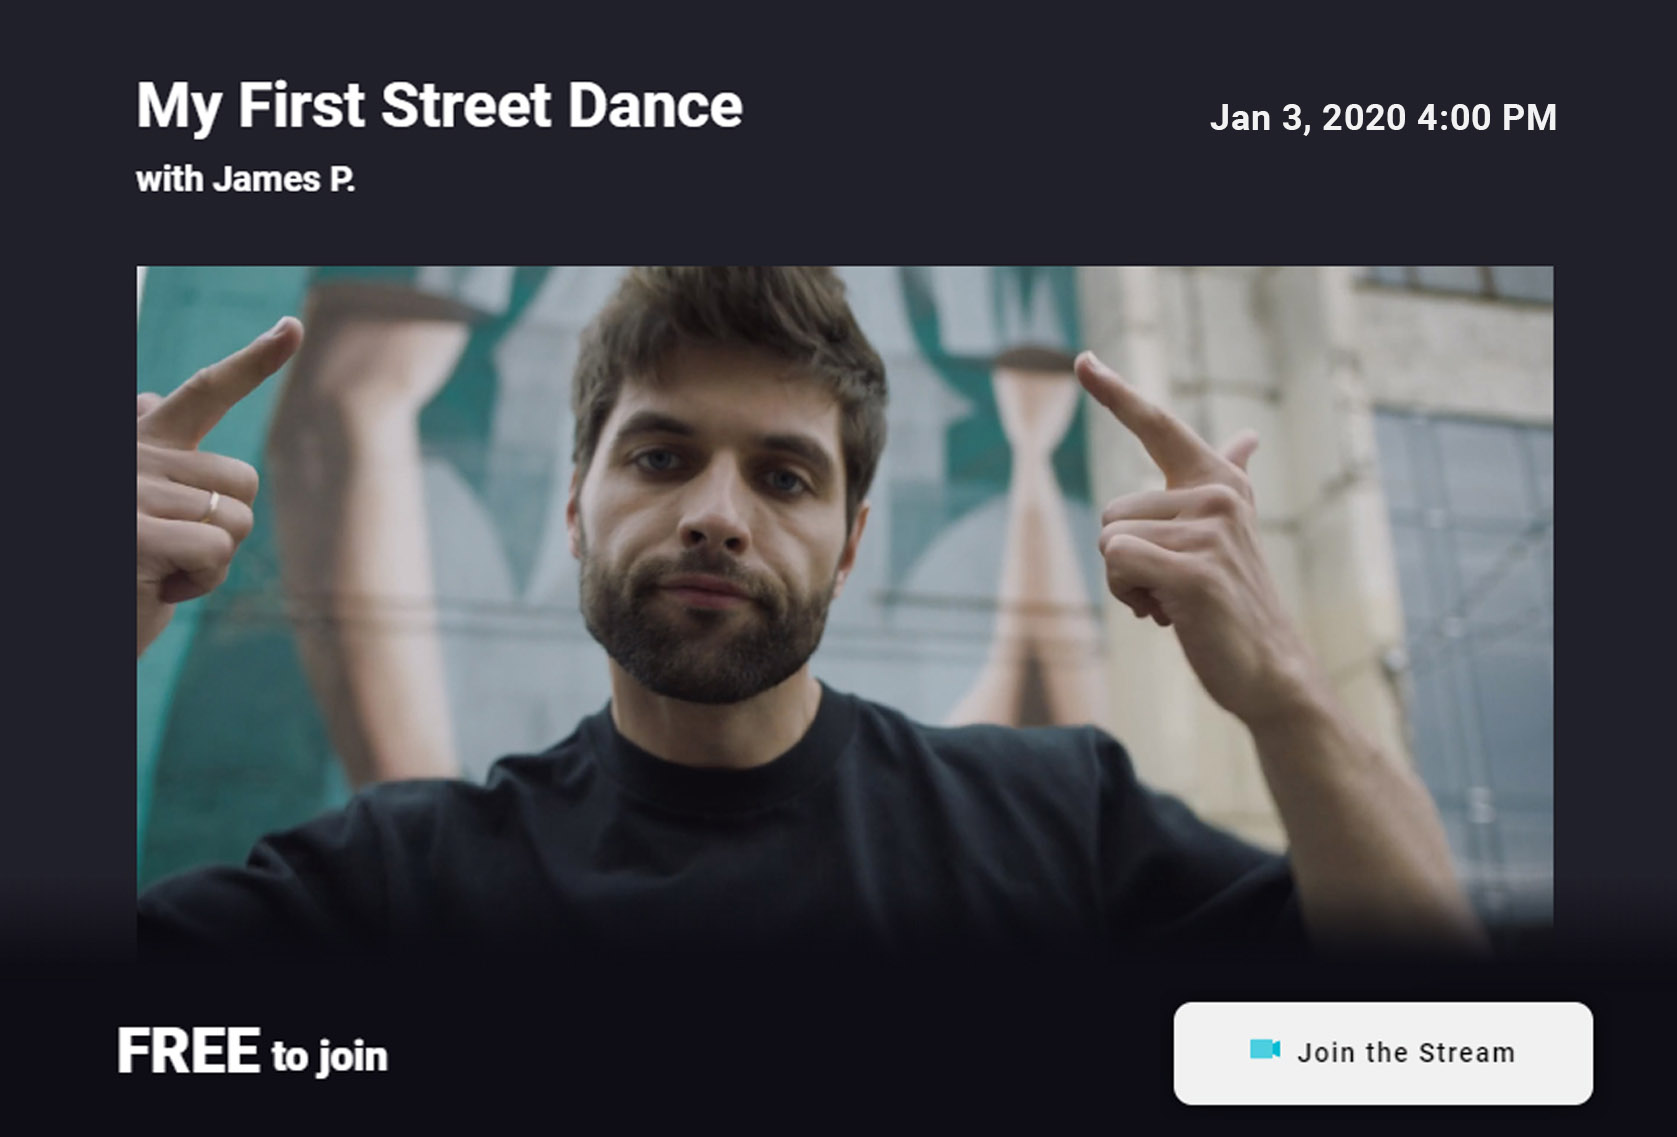 My First Street Dance
Jan 3, 2020 4:00 PM
with James P.
FREE to join
Join the Stream